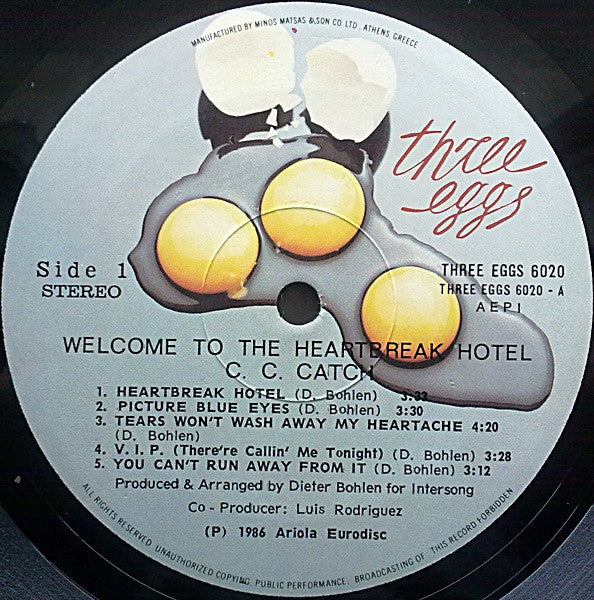 MANUFACTURED BY MINOS MATSAS & SON CO LTD. ATHENS GREECE
three
eggs
Side 1
STEREO
THREE EGGS 6020
THREE EGGS 6020 - A
AEPI
WELCOME TO THE HEARTBREAK HOTEL
C. C. CATCH
1. HEARTBREAK HOTEL (D. Bohlen) 3:33
2. PICTURE BLUE EYES (D. Bohlen) 3:30
3. TEARS WON'T WASH AWAY MY HEARTACHE 4:20
(D. Bohlen)
4. V. I. P. (There're Callin' Me Tonight) (D. Bohlen) 3:28
5. YOU CAN'T RUN AWAY FROM IT (D. Bohlen) 3:12
Produced & Arranged by Dieter Bohlen for Intersong
Co - Producer: Luis Rodriguez
(P) 1986 Ariola Eurodisc
ALL RIGHTS RESERVED UNAUTHORIZED COPYING, PUBLIC PERFORMANCE, BROADCASTING OF THIS RECORD FORBIDDEN